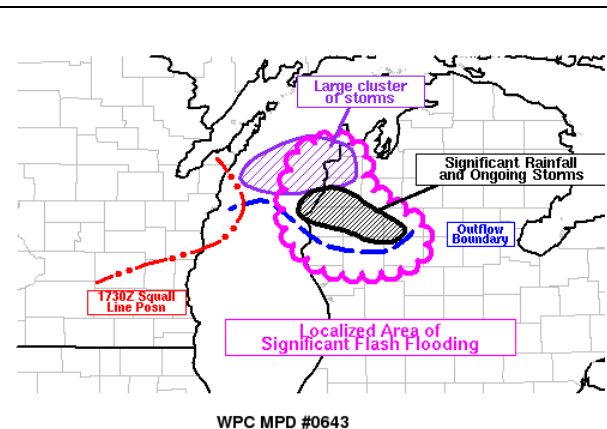 Large cluster
of storms
Significant Rainfall
and Ongoing Storms
Outflow
Boundary
1730Z Squall
Line Posn
Localized Area of
Significant Flash Flooding
WPC MPD #0643